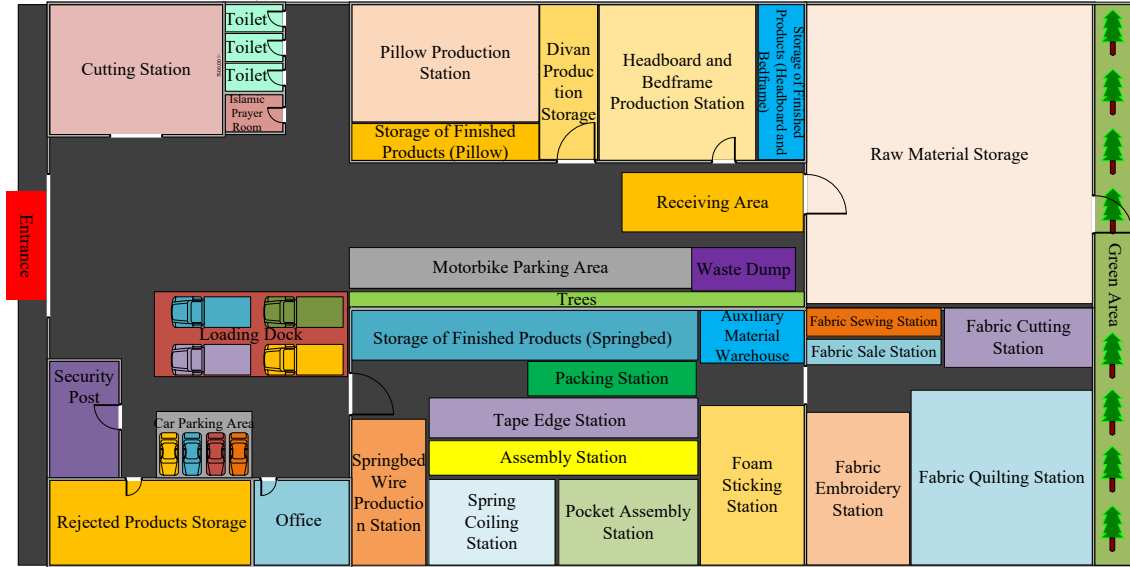 Cutting Station
Toilet
Toilet
Toilet
Islamic
Prayer
Room
Pillow Production
Station
Storage of Finished
Products (Pillow)
Divan
Produc
tion
Storage
Headboard and
Bedframe
Production Station
Storage of Finished
Products (Headboard and
Bedframe)
Raw Material Storage
Receiving Area
Entrance
Motorbike Parking Area
Waste Dump
Trees
Loading Dock
Storage of Finished Products (Springbed)
Auxiliary
Material
Warehouse
Fabric Sewing Station
Fabric Sale Station
Fabric Cutting
Station
Green Area
Security
Post
Packing Station
Car Parking Area
Tape Edge Station
Assembly Station
Springbed
Wire
Productio
n Station
Spring
Coiling
Station
Pocket Assembly
Station
Foam
Sticking
Station
Fabric
Embroidery
Station
Fabric Quilting Station
Rejected Products Storage
Office